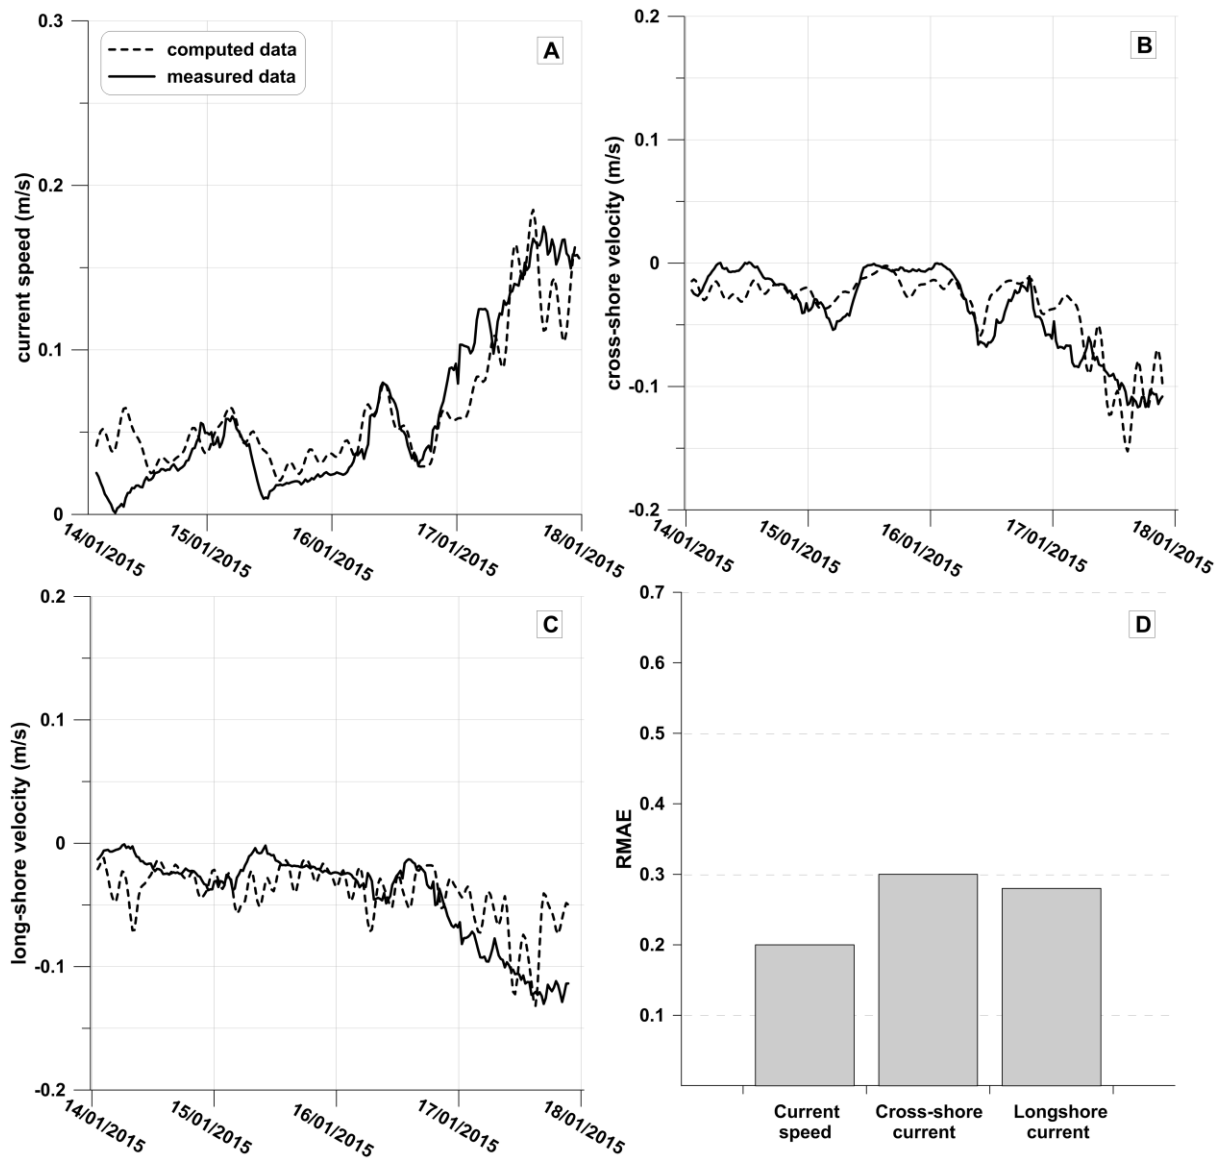 0.3
0.2
0.1
0
current speed (m/s)
computed data
measured data
A
14/01/2015
15/01/2015
16/01/2015
17/01/2015
18/01/2015
0.2
0.1
0
-0.1
-0.2
cross-shore velocity (m/s)
B
14/01/2015
15/01/2015
16/01/2015
17/01/2015
18/01/2015
0.2
0.1
0
-0.1
-0.2
long-shore velocity (m/s)
C
14/01/2015
15/01/2015
16/01/2015
17/01/2015
18/01/2015
0.7
0.6
0.5
0.4
0.3
0.2
0.1
RMAE
D
Current
speed
Cross-shore
current
Longshore
current